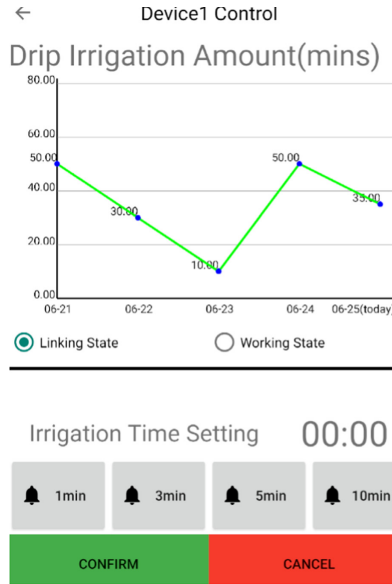 Device1 Control
Drip Irrigation Amount(mins)
80.00
60.00
50.00
50.00
40.00
35.00
30.00
20.00
10.00
0.00
06-21 06-22 06-23 06-24 06-25(today)
Linking State Working State
Irrigation Time Setting 00:00
1min 3min 5min 10min
CONFIRM CANCEL